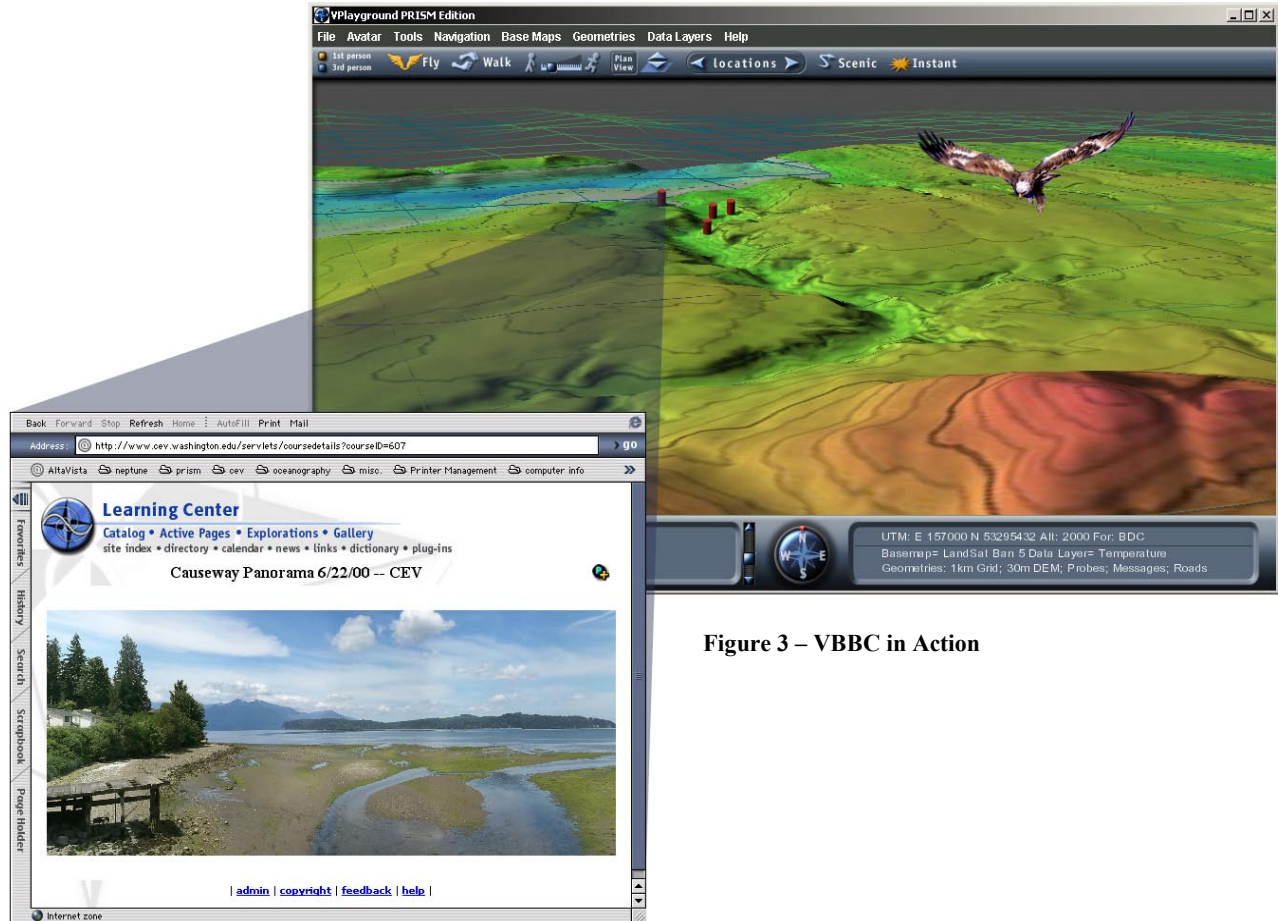 VPlayground PRISM Edition
File Avatar Tools Navigation Base Maps Geometries Data Layers Help
1st person
3rd person
Fly Walk Plan View locations Scenic Instant
N
W E
S
UTM: E 157000 N 53295432 Alt: 2000 For: BDC
Basemap= LandSat Ban 5 Data Layer= Temperature
Geometries: 1km Grid; 30m DEM; Probes; Messages; Roads
Back Forward Stop Refresh Home AutoFill Print Mail
Address: http://www.cev.washington.edu/servlets/coursedetails?courseID=607 go
AltaVista neptune prism cev oceanography misc. Printer Management computer info »
Favorites
History
Search
Scrapbook
Page Holder
Learning Center
Catalog • Active Pages • Explorations • Gallery
site index • directory • calendar • news • links • dictionary • plug-ins
Causeway Panorama 6/22/00 -- CEV
| admin | copyright | feedback | help |
Internet zone
Figure 3 – VBBC in Action